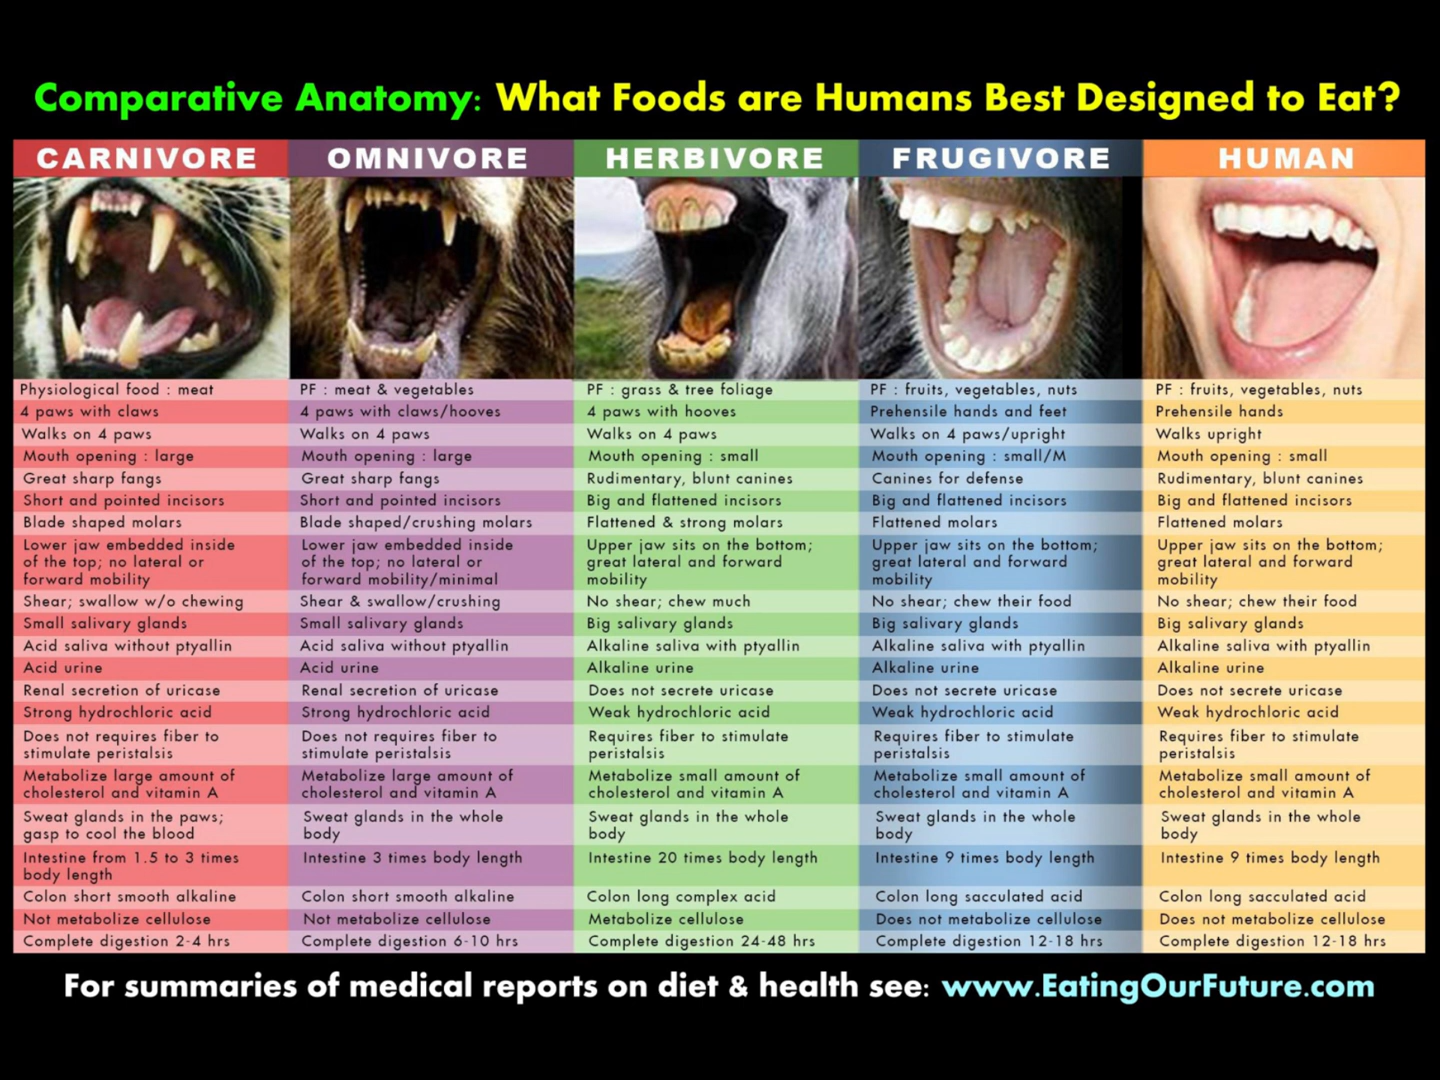 Comparative Anatomy: What Foods are Humans Best Designed to Eat?
CARNIVORE
OMNIVORE
HERBIVORE
FRUGIVORE
HUMAN
Physiological food : meat
PF : meat & vegetables
PF : grass & tree foliage
PF : fruits, vegetables, nuts
PF : fruits, vegetables, nuts
4 paws with claws
4 paws with claws/hooves
4 paws with hooves
Prehensile hands and feet
Prehensile hands
Walks on 4 paws
Walks on 4 paws
Walks on 4 paws
Walks on 4 paws/upright
Walks upright
Mouth opening : large
Mouth opening : large
Mouth opening : small
Mouth opening : small/M
Mouth opening : small
Great sharp fangs
Great sharp fangs
Rudimentary, blunt canines
Canines for defense
Rudimentary, blunt canines
Short and pointed incisors
Short and pointed incisors
Big and flattened incisors
Big and flattened incisors
Big and flattened incisors
Blade shaped molars
Blade shaped/crushing molars
Flattened & strong molars
Flattened molars
Flattened molars
Lower jaw embedded inside
of the top; no lateral or
forward mobility
Lower jaw embedded inside
of the top; no lateral or
forward mobility/minimal
Upper jaw sits on the bottom;
great lateral and forward
mobility
Upper jaw sits on the bottom;
great lateral and forward
mobility
Upper jaw sits on the bottom;
great lateral and forward
mobility
Shear; swallow w/o chewing
Shear & swallow/crushing
No shear; chew much
No shear; chew their food
No shear; chew their food
Small salivary glands
Small salivary glands
Big salivary glands
Big salivary glands
Big salivary glands
Acid saliva without ptyallin
Acid saliva without ptyallin
Alkaline saliva with ptyallin
Alkaline saliva with ptyallin
Alkaline saliva with ptyallin
Acid urine
Acid urine
Alkaline urine
Alkaline urine
Alkaline urine
Renal secretion of uricase
Renal secretion of uricase
Does not secrete uricase
Does not secrete uricase
Does not secrete uricase
Strong hydrochloric acid
Strong hydrochloric acid
Weak hydrochloric acid
Weak hydrochloric acid
Weak hydrochloric acid
Does not requires fiber to
stimulate peristalsis
Does not requires fiber to
stimulate peristalsis
Requires fiber to stimulate
peristalsis
Requires fiber to stimulate
peristalsis
Requires fiber to stimulate
peristalsis
Metabolize large amount of
cholesterol and vitamin A
Metabolize large amount of
cholesterol and vitamin A
Metabolize small amount of
cholesterol and vitamin A
Metabolize small amount of
cholesterol and vitamin A
Metabolize small amount of
cholesterol and vitamin A
Sweat glands in the paws;
gasp to cool the blood
Sweat glands in the whole
body
Sweat glands in the whole
body
Sweat glands in the whole
body
Sweat glands in the whole
body
Intestine from 1.5 to 3 times
body length
Intestine 3 times body length
Intestine 20 times body length
Intestine 9 times body length
Intestine 9 times body length
Colon short smooth alkaline
Colon short smooth alkaline
Colon long complex acid
Colon long sacculated acid
Colon long sacculated acid
Not metabolize cellulose
Not metabolize cellulose
Metabolize cellulose
Does not metabolize cellulose
Does not metabolize cellulose
Complete digestion 2-4 hrs
Complete digestion 6-10 hrs
Complete digestion 24-48 hrs
Complete digestion 12-18 hrs
Complete digestion 12-18 hrs
For summaries of medical reports on diet & health see: www.EatingOurFuture.com